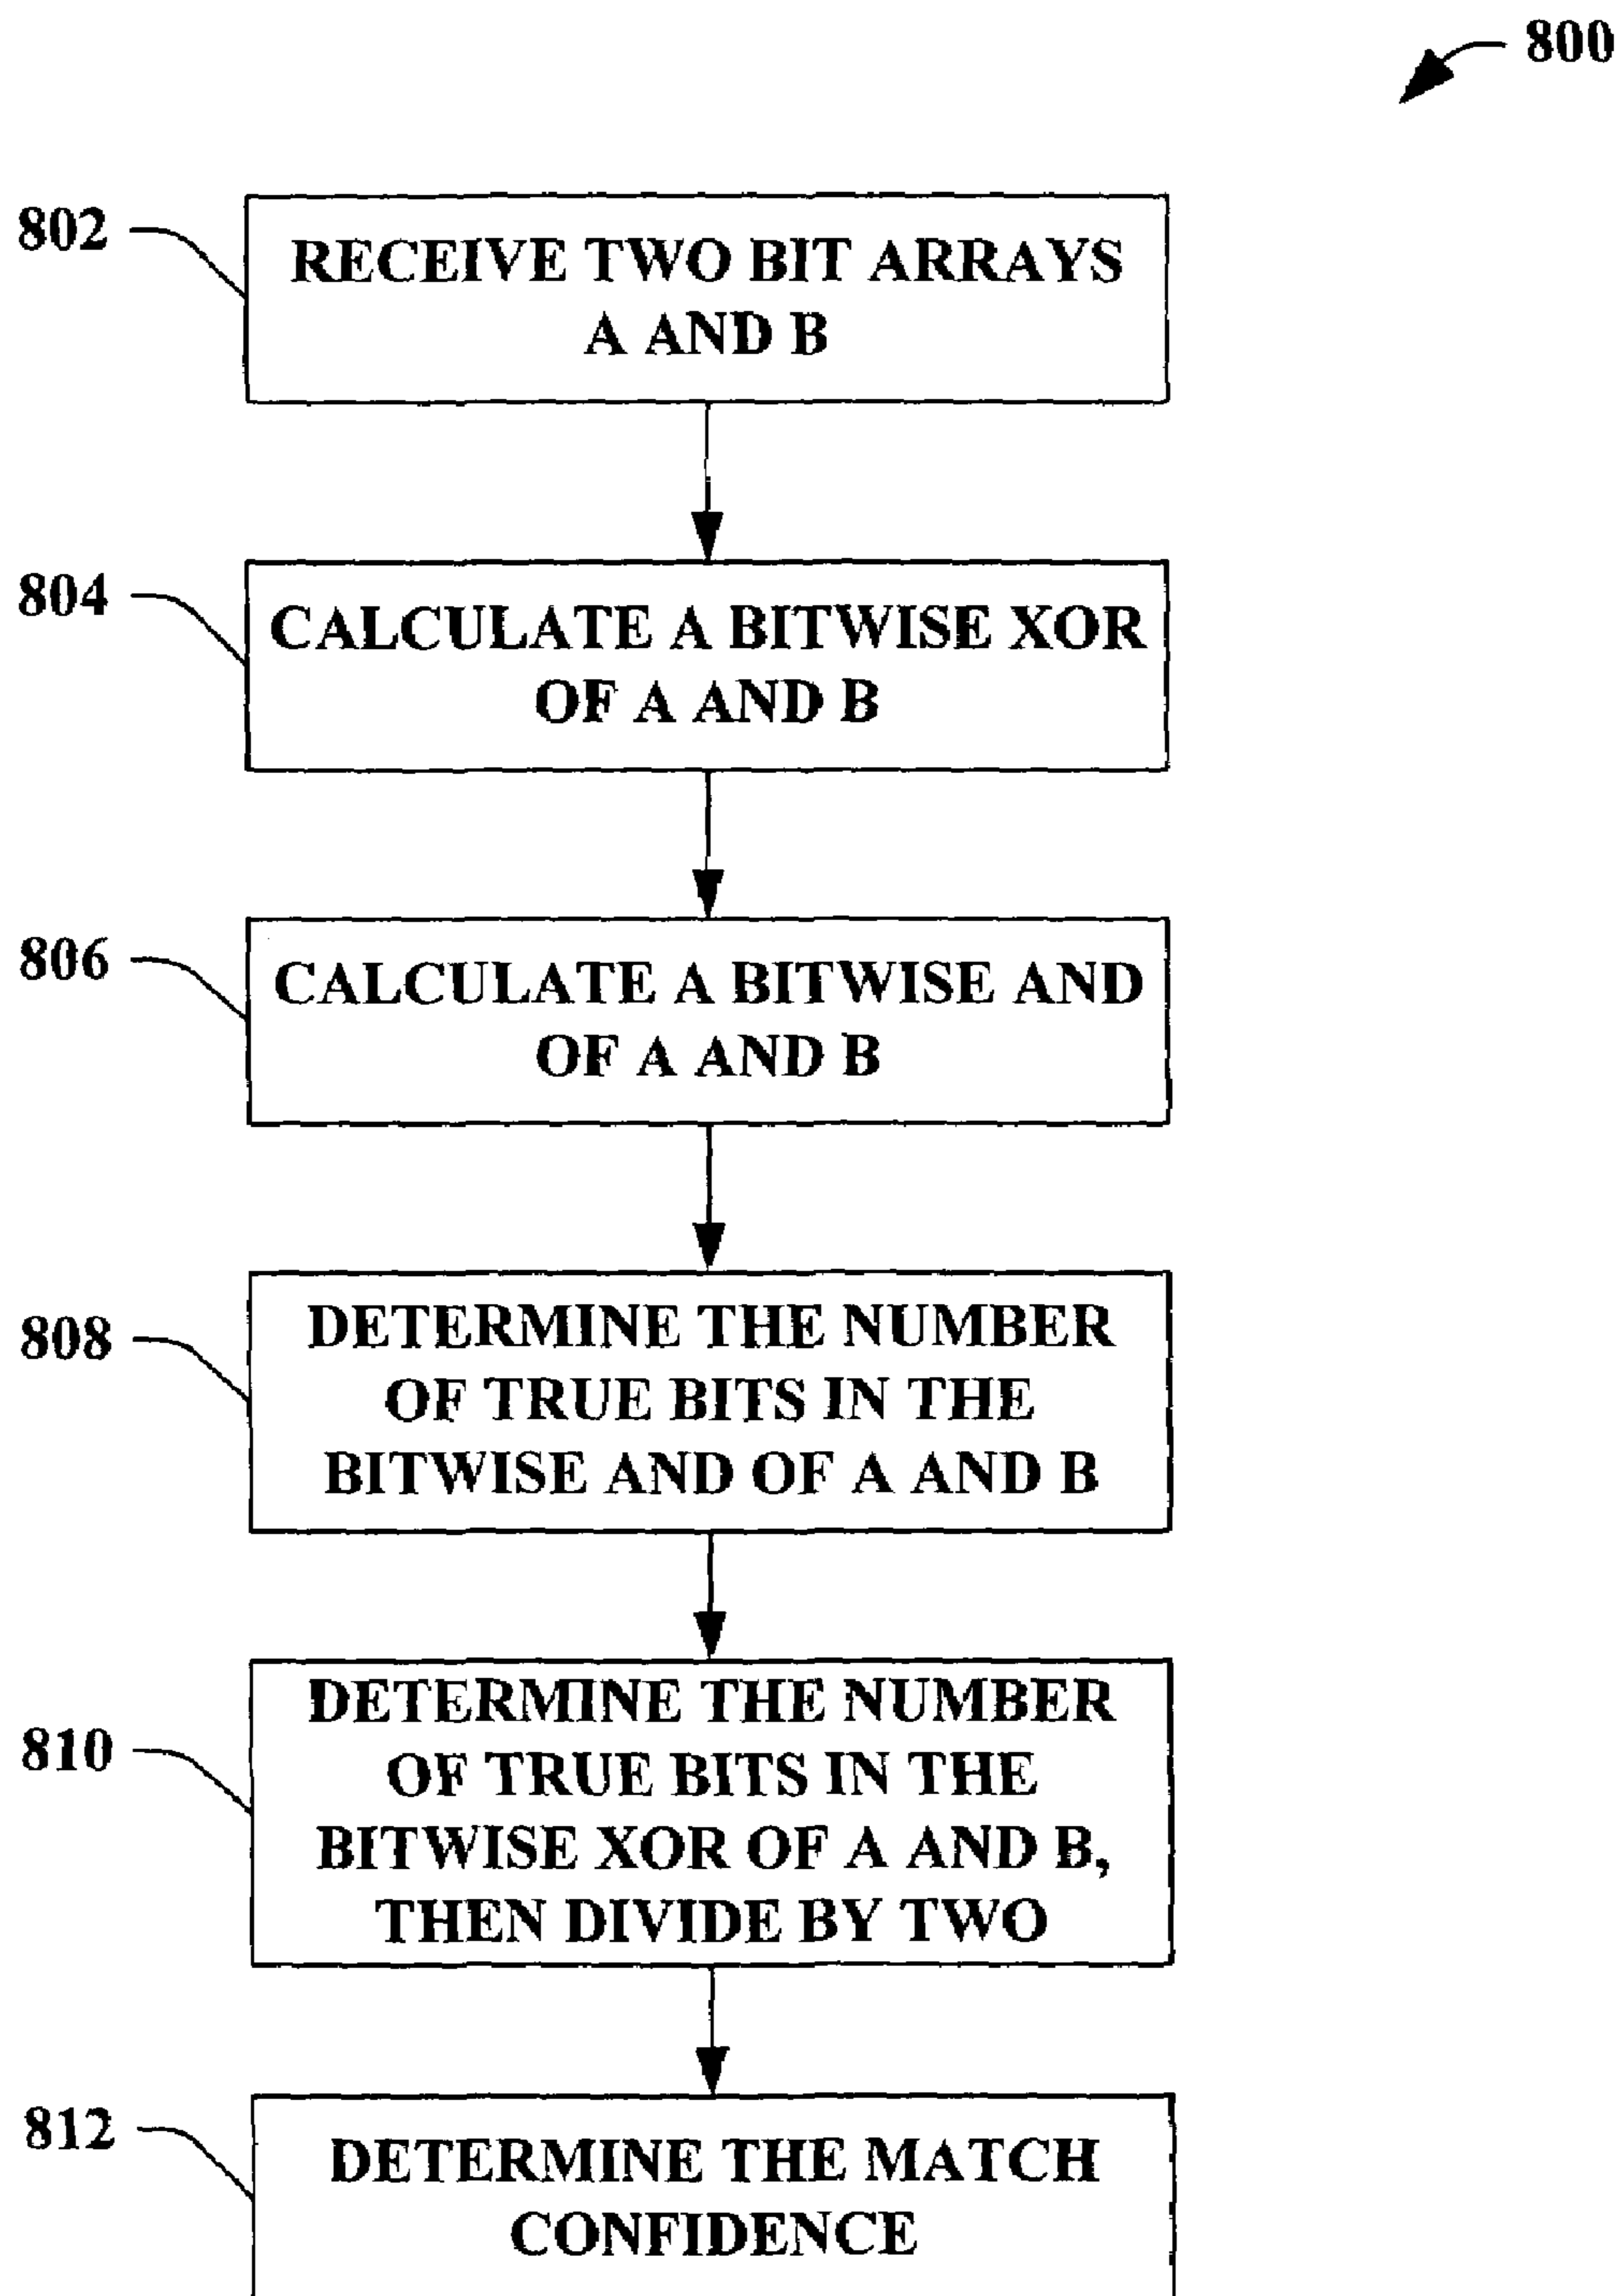 800
802
RECEIVE TWO BIT ARRAYS
A AND B
804
CALCULATE A BITWISE XOR
OF A AND B
806
CALCULATE A BITWISE AND
OF A AND B
808
DETERMINE THE NUMBER
OF TRUE BITS IN THE
BITWISE AND OF A AND B
810
DETERMINE THE NUMBER
OF TRUE BITS IN THE
BITWISE XOR OF A AND B,
THEN DIVIDE BY TWO
812
DETERMINE THE MATCH
CONFIDENCE